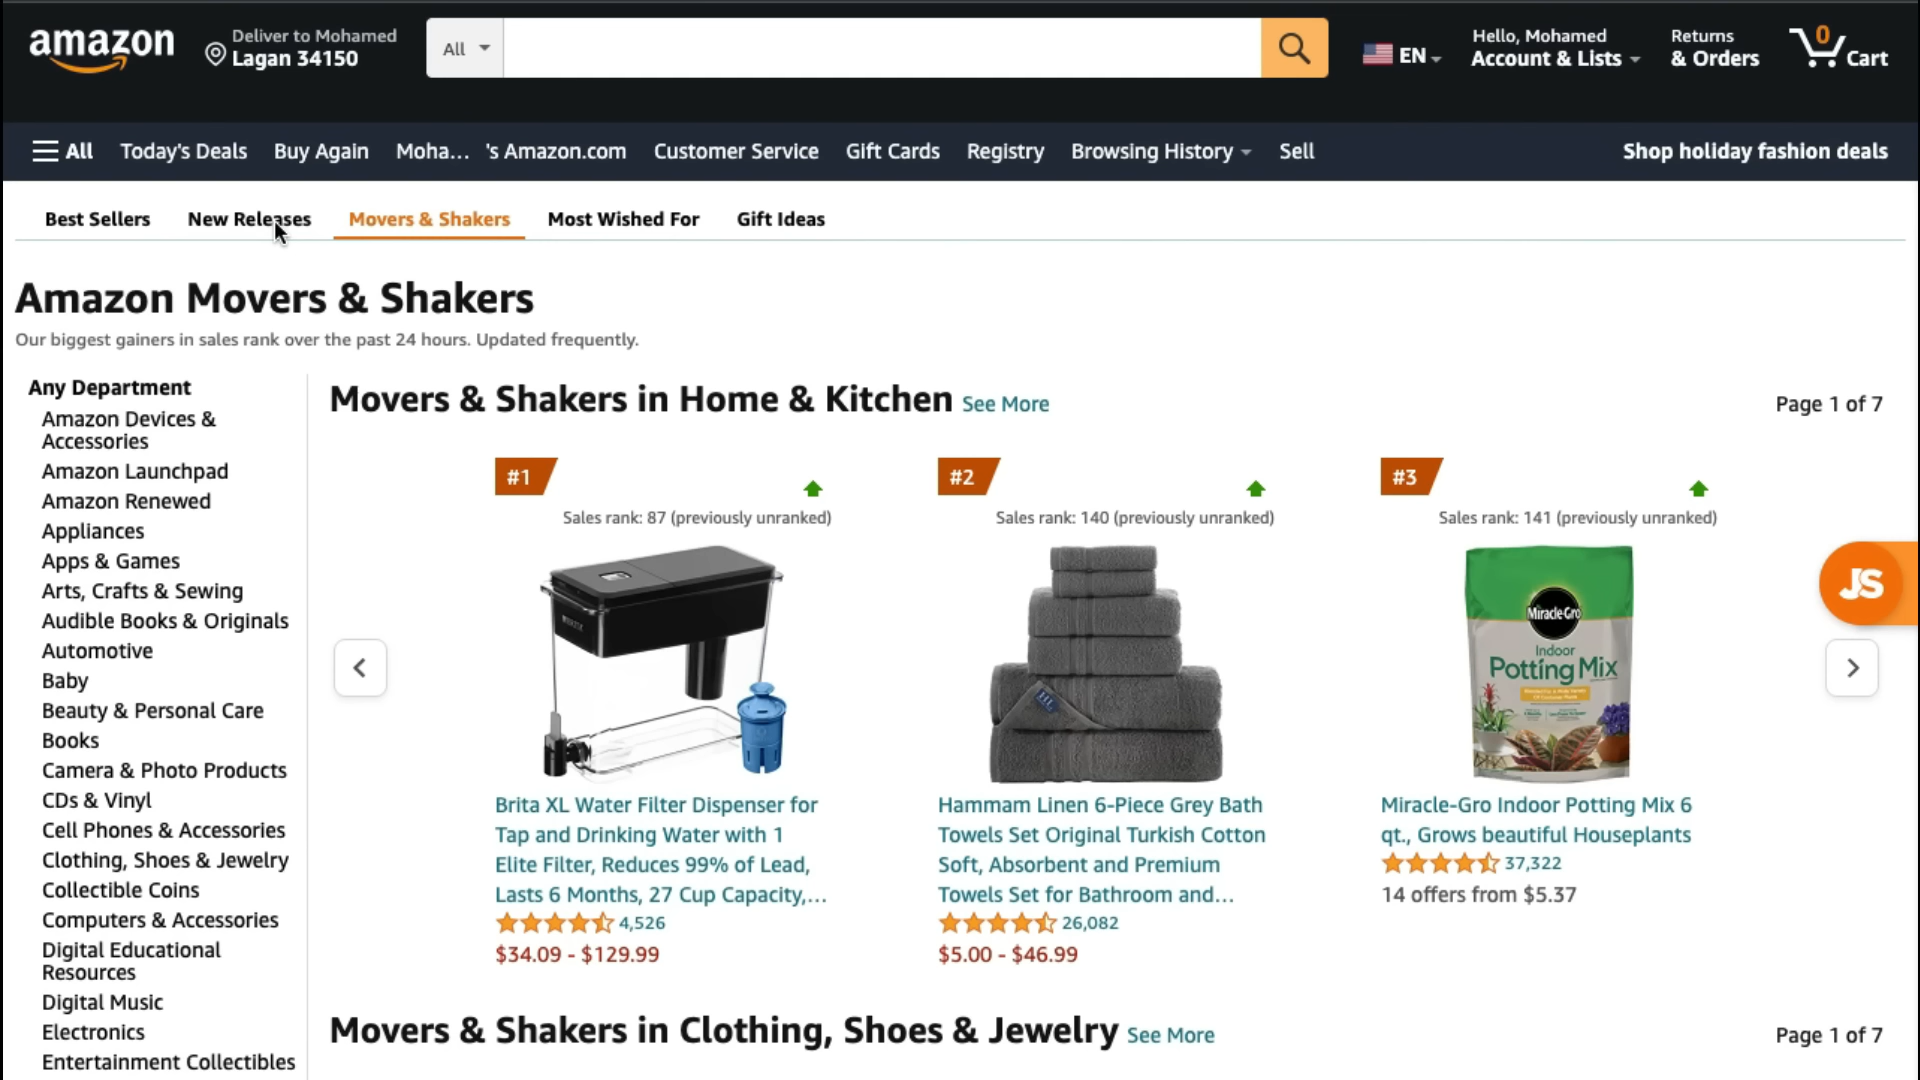 amazon
Deliver to Mohamed
Lagan 34150
All
EN
Hello, Mohamed
Account & Lists
Returns
& Orders
0
Cart
All
Today's Deals
Buy Again
Moha... 's Amazon.com
Customer Service
Gift Cards
Registry
Browsing History
Sell
Shop holiday fashion deals
Best Sellers
New Releases
Movers & Shakers
Most Wished For
Gift Ideas
Amazon Movers & Shakers
Our biggest gainers in sales rank over the past 24 hours. Updated frequently.
Any Department
Amazon Devices &
Accessories
Amazon Launchpad
Amazon Renewed
Appliances
Apps & Games
Arts, Crafts & Sewing
Audible Books & Originals
Automotive
Baby
Beauty & Personal Care
Books
Camera & Photo Products
CDs & Vinyl
Cell Phones & Accessories
Clothing, Shoes & Jewelry
Collectible Coins
Computers & Accessories
Digital Educational
Resources
Digital Music
Electronics
Entertainment Collectibles
Movers & Shakers in Home & Kitchen See More
Page 1 of 7
#1
Sales rank: 87 (previously unranked)
Brita XL Water Filter Dispenser for
Tap and Drinking Water with 1
Elite Filter, Reduces 99% of Lead,
Lasts 6 Months, 27 Cup Capacity,...
4,526
$34.09 - $129.99
#2
Sales rank: 140 (previously unranked)
Hammam Linen 6-Piece Grey Bath
Towels Set Original Turkish Cotton
Soft, Absorbent and Premium
Towels Set for Bathroom and...
26,082
$5.00 - $46.99
#3
Sales rank: 141 (previously unranked)
Miracle-Gro
Indoor
Potting Mix
Miracle-Gro Indoor Potting Mix 6
qt., Grows beautiful Houseplants
37,322
14 offers from $5.37
JS
Movers & Shakers in Clothing, Shoes & Jewelry See More
Page 1 of 7